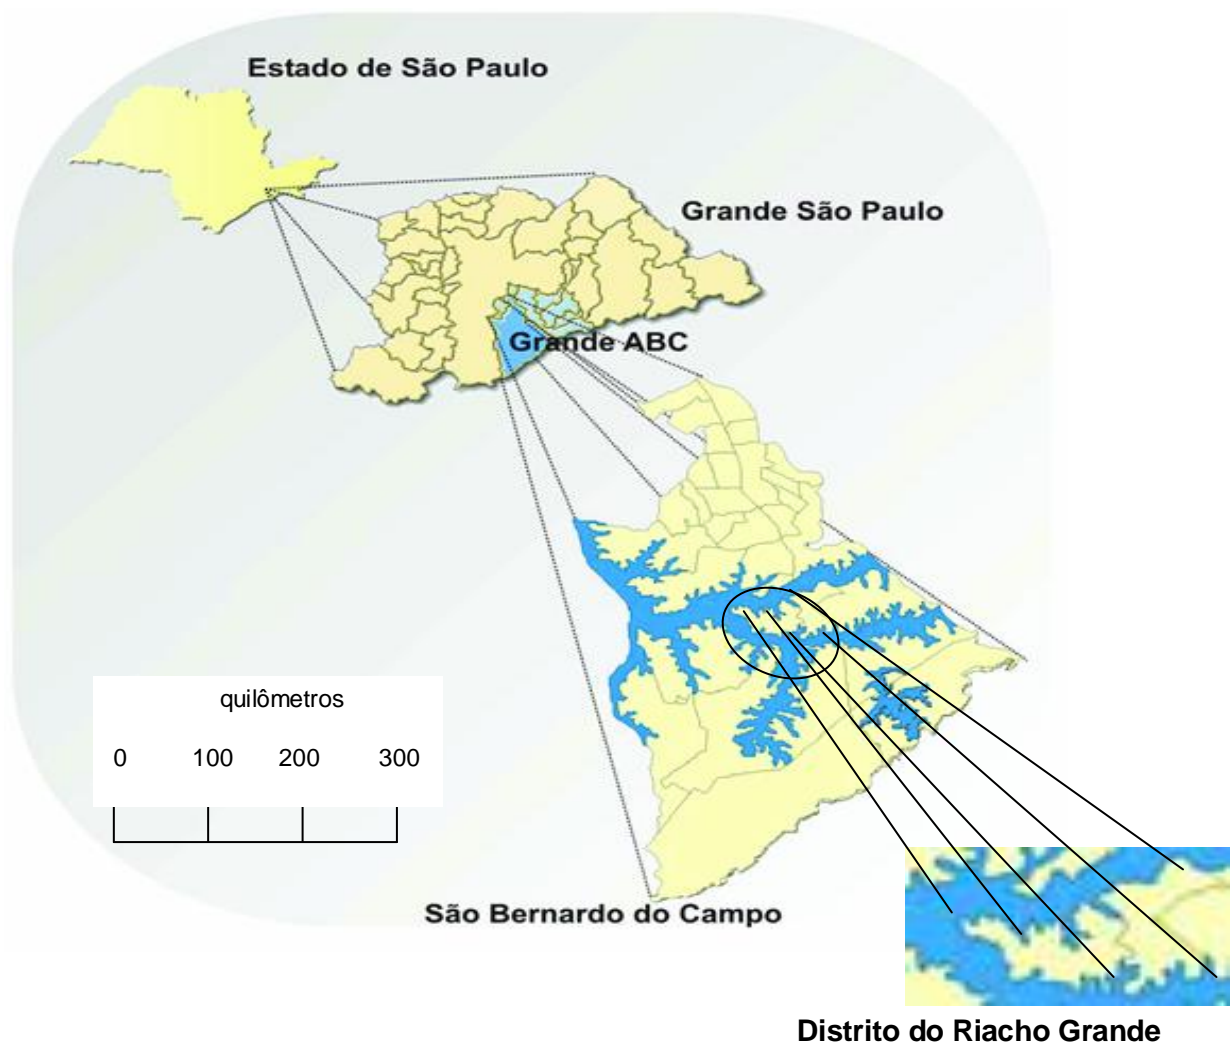 Estado de São Paulo
Grande São Paulo
Grande ABC
quilômetros
0 100 200 300
São Bernardo do Campo
Distrito do Riacho Grande